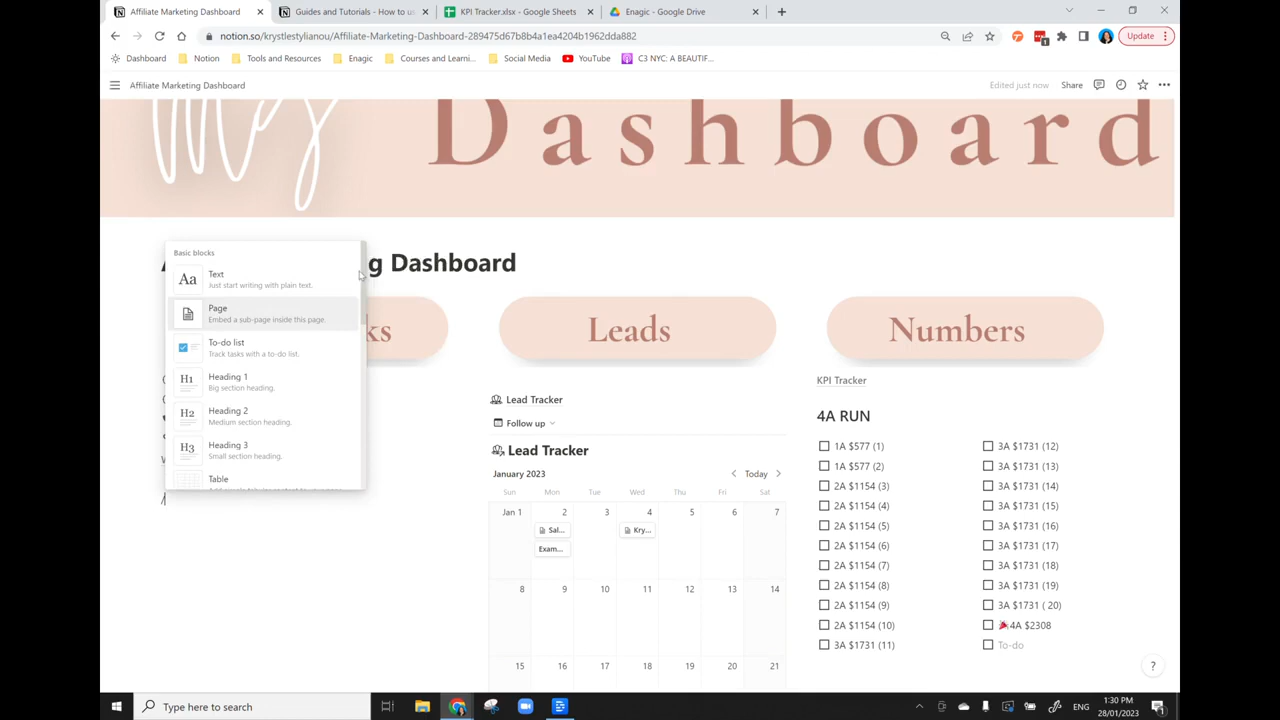 Affiliate Marketing Dashboard
Guides and Tutorials - How to us
KPI Tracker.xlsx - Google Sheets
Enagic - Google Drive
notion.so/krystlestylianou/Affiliate-Marketing-Dashboard-289475d67b8b4a1ea4204b1962dda882
Update
Dashboard
Notion
Tools and Resources
Enagic
Courses and Learni...
Social Media
YouTube
C3 NYC: A BEAUTIF...
Affiliate Marketing Dashboard
Edited just now
Share
My
Dashboard
g Dashboard
ks
Leads
Numbers
Basic blocks
Aa
Text
Just start writing with plain text.
Page
Embed a sub-page inside this page.
To-do list
Track tasks with a to-do list.
H1
Heading 1
Big section heading.
H2
Heading 2
Medium section heading.
H3
Heading 3
Small section heading.
Table
/
Lead Tracker
Follow up
Lead Tracker
January 2023
Today
Sun Mon Tue Wed Thu Fri Sat
Jan 1 2 3 4 5 6 7
Sal...
Kry...
Exam...
8 9 10 11 12 13 14
15 16 17 18 19 20 21
KPI Tracker
4A RUN
1A $577 (1)
1A $577 (2)
2A $1154 (3)
2A $1154 (4)
2A $1154 (5)
2A $1154 (6)
2A $1154 (7)
2A $1154 (8)
2A $1154 (9)
2A $1154 (10)
3A $1731 (11)
3A $1731 (12)
3A $1731 (13)
3A $1731 (14)
3A $1731 (15)
3A $1731 (16)
3A $1731 (17)
3A $1731 (18)
3A $1731 (19)
3A $1731 ( 20)
🎉4A $2308
To-do
?
Type here to search
ENG
1:30 PM
28/01/2023